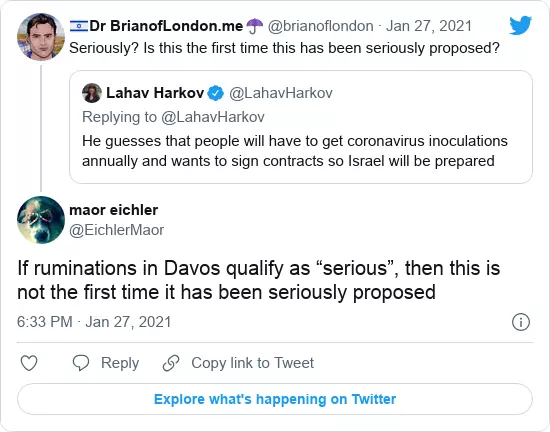 🇮🇱Dr BrianofLondon.me☂️ @brianoflondon · Jan 27, 2021
Seriously? Is this the first time this has been seriously proposed?
Lahav Harkov @LahavHarkov
Replying to @LahavHarkov
He guesses that people will have to get coronavirus inoculations
annually and wants to sign contracts so Israel will be prepared
maor eichler
@EichlerMaor
If ruminations in Davos qualify as “serious”, then this is
not the first time it has been seriously proposed
6:33 PM · Jan 27, 2021
Reply Copy link to Tweet
Explore what's happening on Twitter